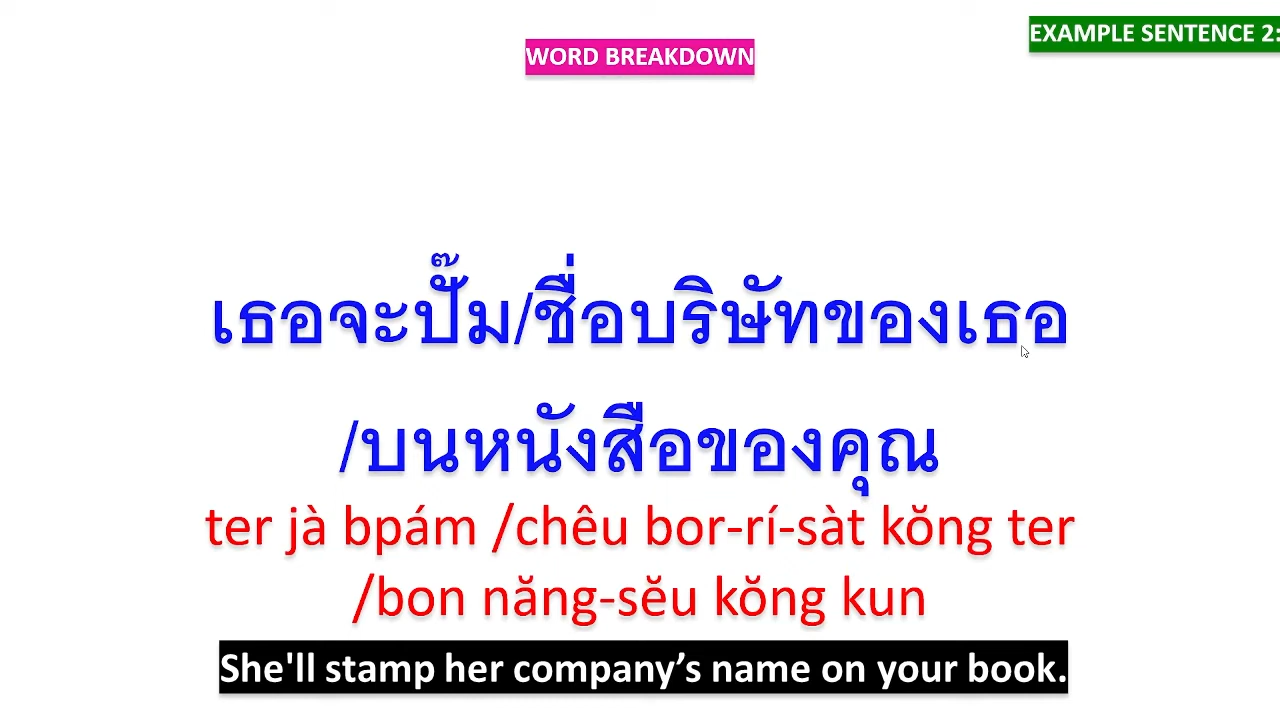 EXAMPLE SENTENCE 2:
WORD BREAKDOWN
เธอจะปั๊ม/ชื่อบริษัทของเธอ
/บนหนังสือของคุณ
ter jà bpám /chêu bor-rí-sàt kŏng ter
/bon năng-sĕu kŏng kun
She'll stamp her company’s name on your book.